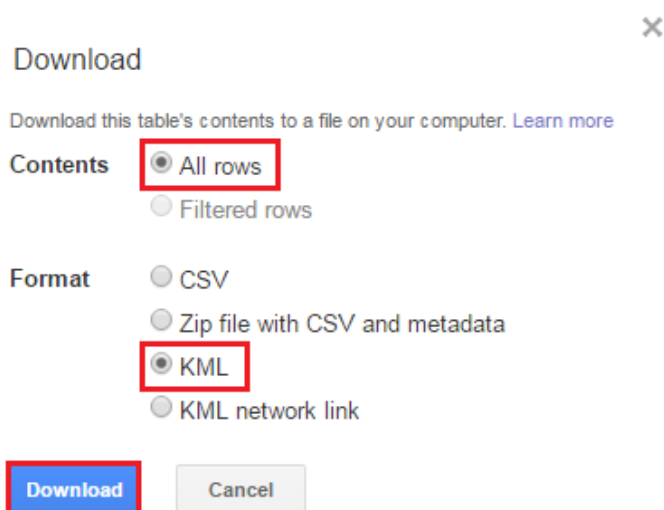 Download
Download this table's contents to a file on your computer. Learn more
Contents All rows
Filtered rows
Format CSV
Zip file with CSV and metadata
KML
KML network link
Download Cancel